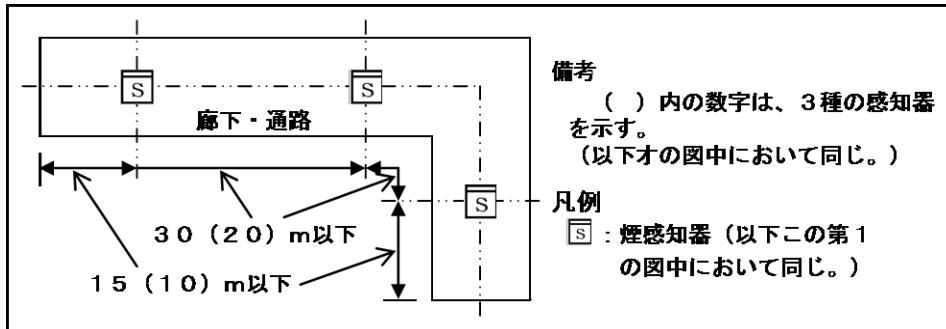 S
S
廊下・通路
S
30(20)m以下
15(10)m以下
備考
( )内の数字は、3種の感知器
を示す。
(以下オの図中において同じ。)
凡例
S:煙感知器(以下この第1
の図中において同じ。)